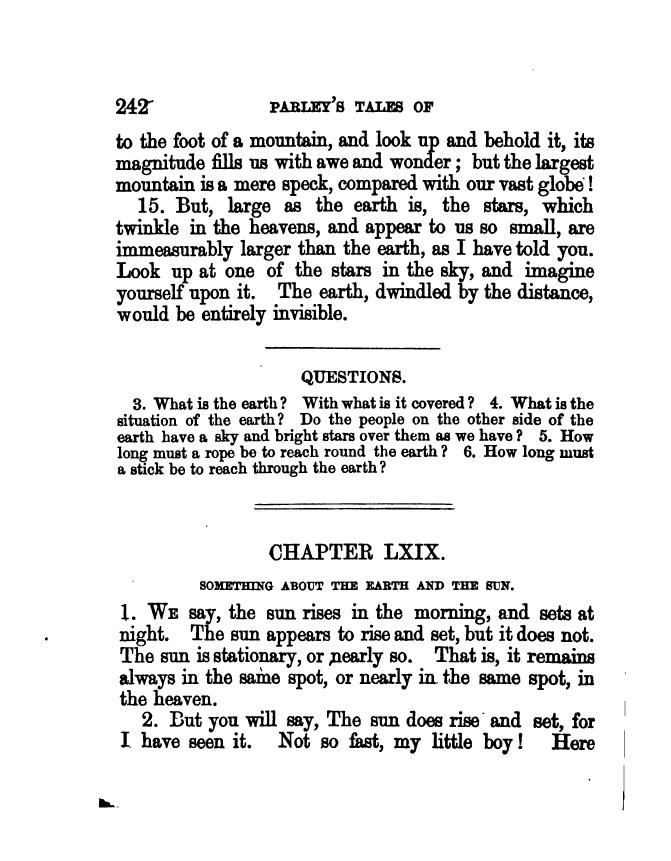 242 PARLEY'S TALES OF
to the foot of a mountain, and look up and behold it, its
magnitude fills us with awe and wonder; but the largest
mountain is a mere speck, compared with our vast globe!
15. But, large as the earth is, the stars, which
twinkle in the heavens, and appear to us so small, are
immeasurably larger than the earth, as I have told you.
Look up at one of the stars in the sky, and imagine
yourself upon it. The earth, dwindled by the distance,
would be entirely invisible.
QUESTIONS.
3. What is the earth? With what is it covered? 4. What is the
situation of the earth? Do the people on the other side of the
earth have a sky and bright stars over them as we have? 5. How
long must a rope be to reach round the earth? 6. How long must
a stick be to reach through the earth?
CHAPTER LXIX.
SOMETHING ABOUT THE EARTH AND THE SUN.
1. WE say, the sun rises in the morning, and sets at
night. The sun appears to rise and set, but it does not.
The sun is stationary, or nearly so. That is, it remains
always in the same spot, or nearly in the same spot, in
the heaven.
2. But you will say, The sun does rise and set, for
I have seen it. Not so fast, my little boy! Here